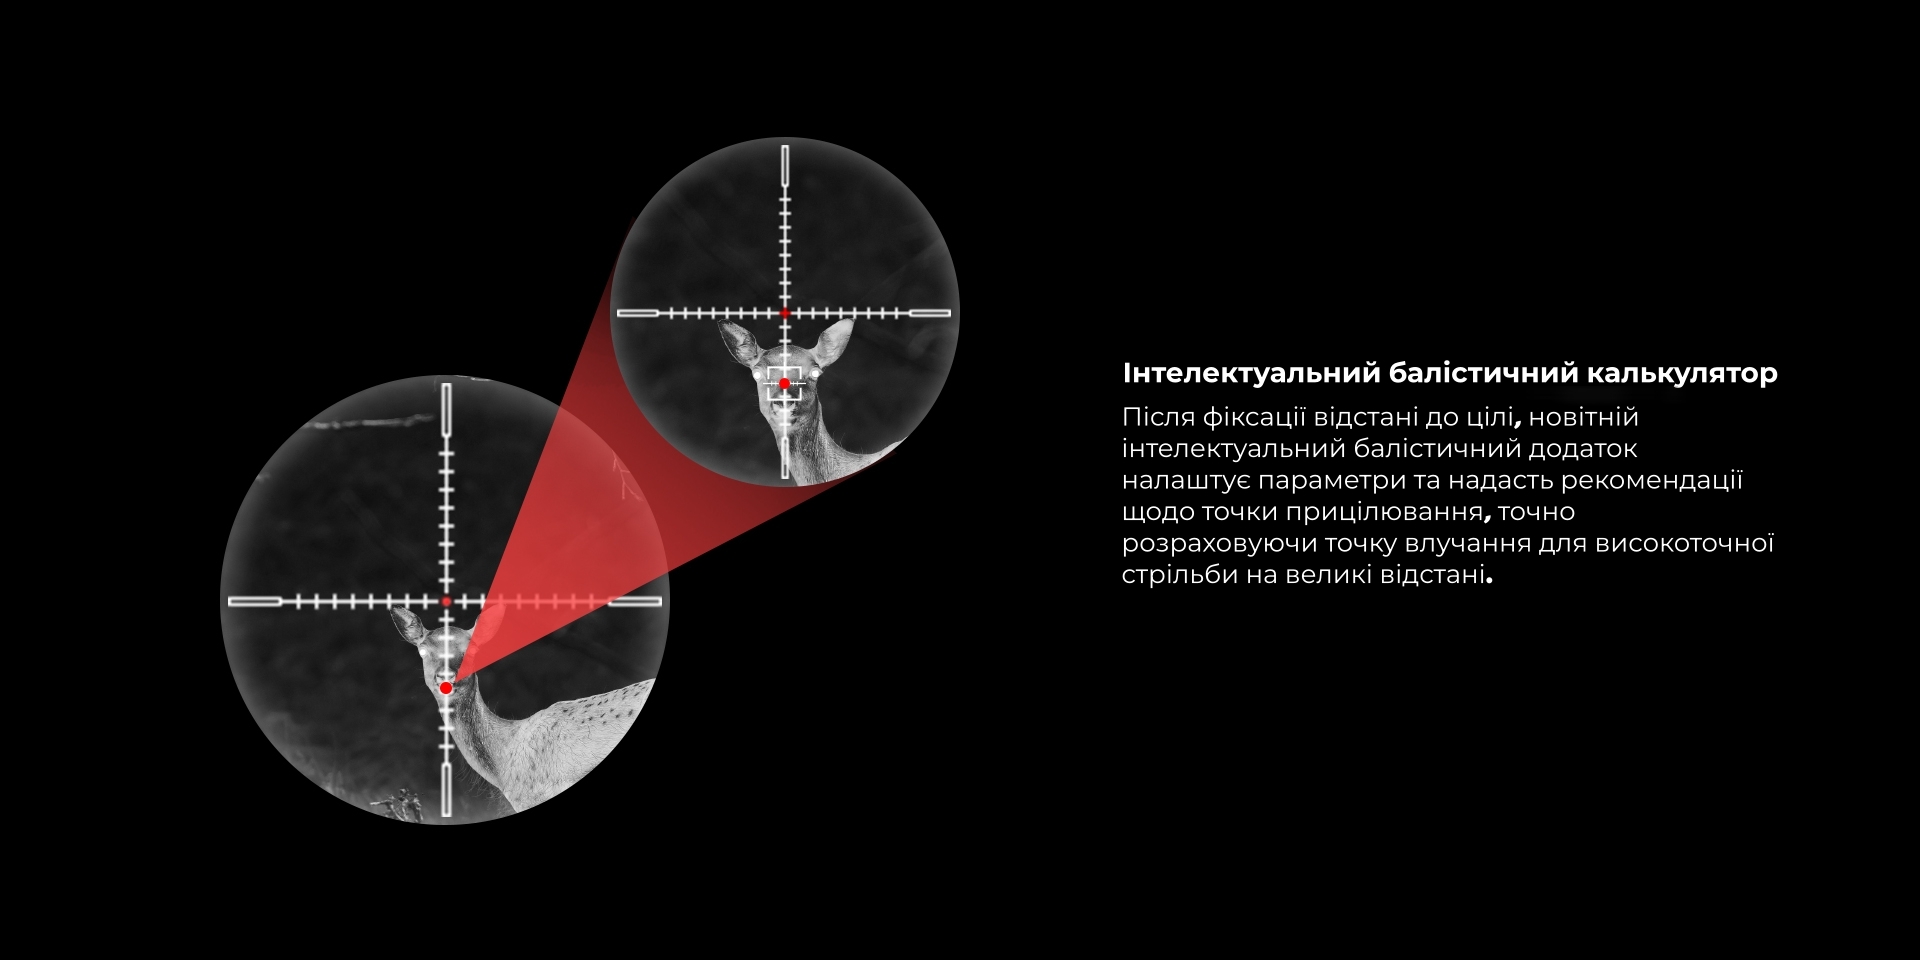 Інтелектуальний балістичний калькулятор
Після фіксації відстані до цілі, новітній
інтелектуальний балістичний додаток
налаштує параметри та надасть рекомендації
щодо точки прицілювання, точно
розраховуючи точку влучання для високоточної
стрільби на великі відстані.